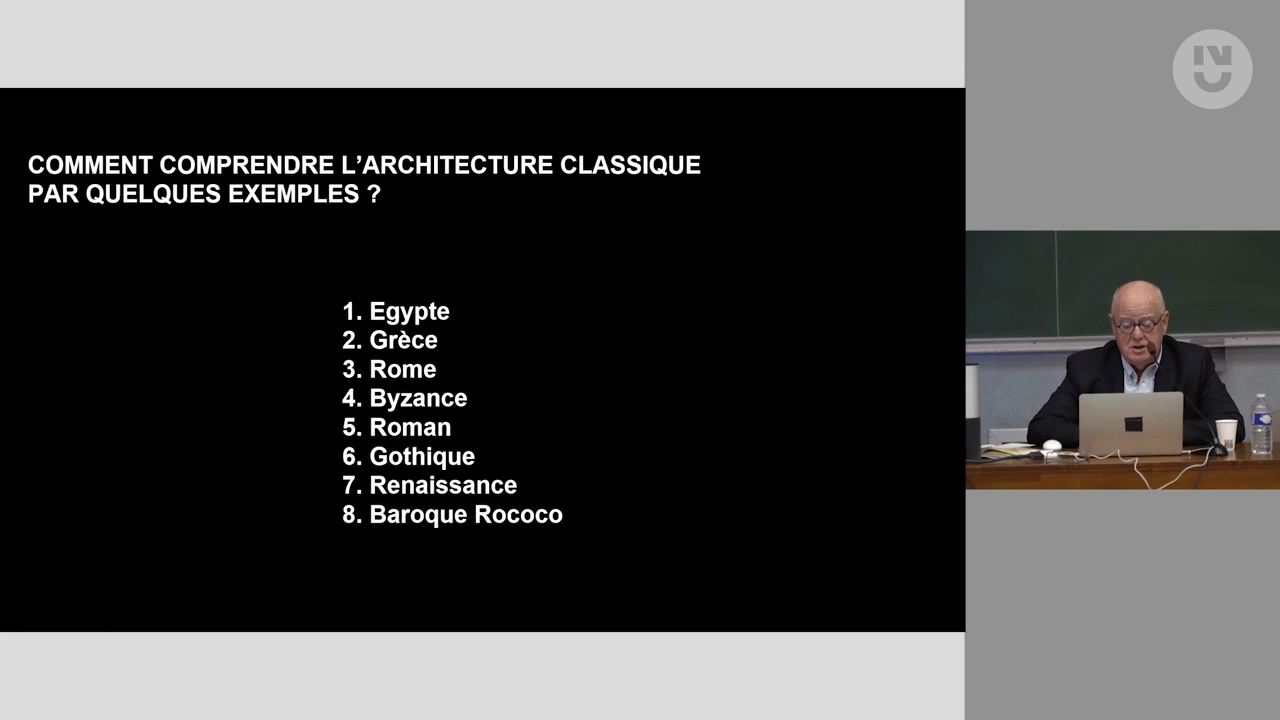 COMMENT COMPRENDRE L’ARCHITECTURE CLASSIQUE
PAR QUELQUES EXEMPLES ?
1. Egypte
2. Grèce
3. Rome
4. Byzance
5. Roman
6. Gothique
7. Renaissance
8. Baroque Rococo